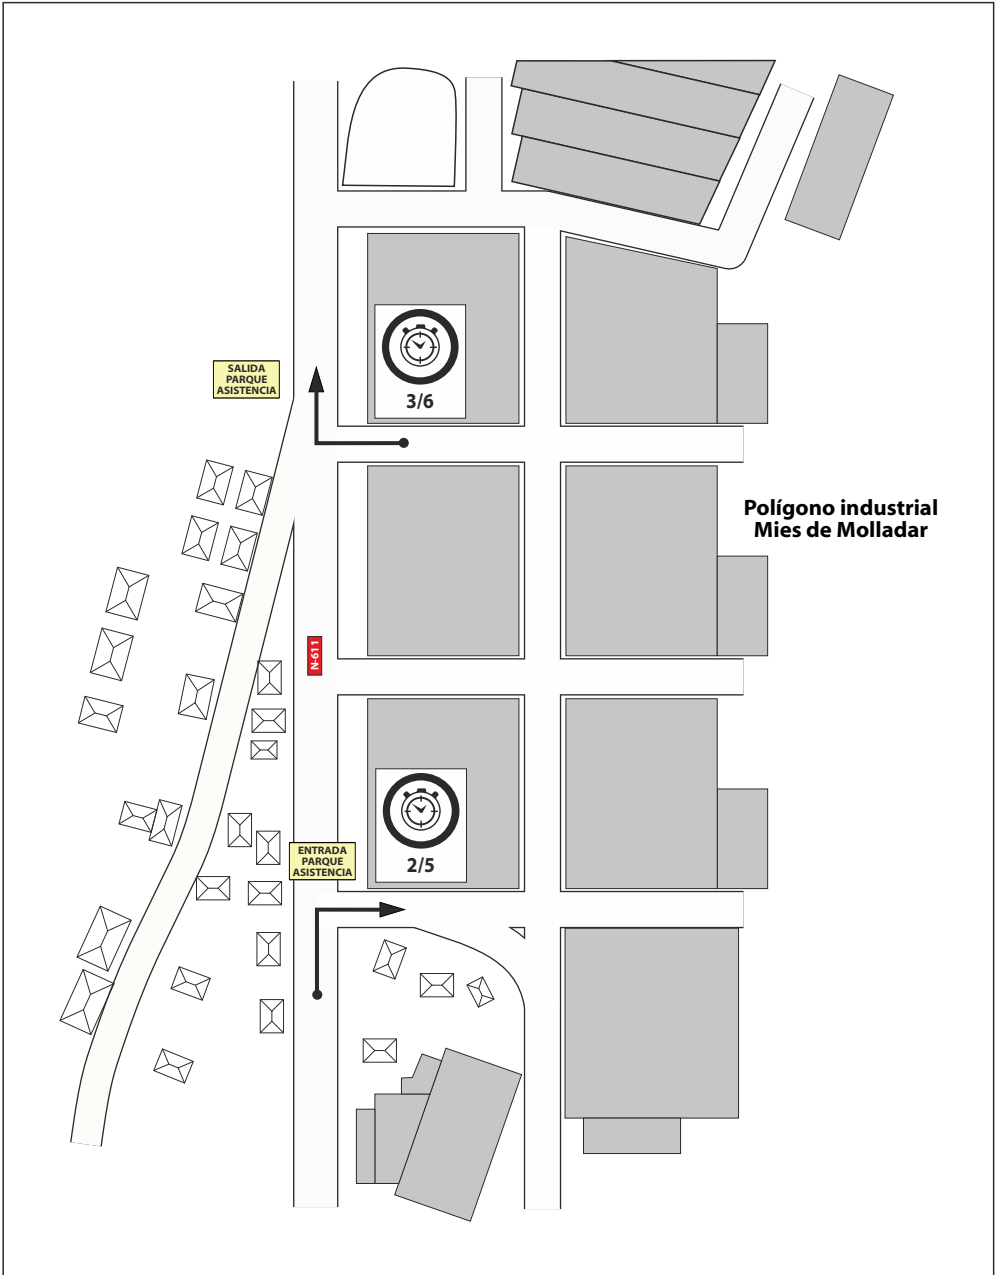 SALIDA
PARQUE
ASISTENCIA
3/6
Polígono industrial
Mies de Molladar
N-611
ENTRADA
PARQUE
ASISTENCIA
2/5